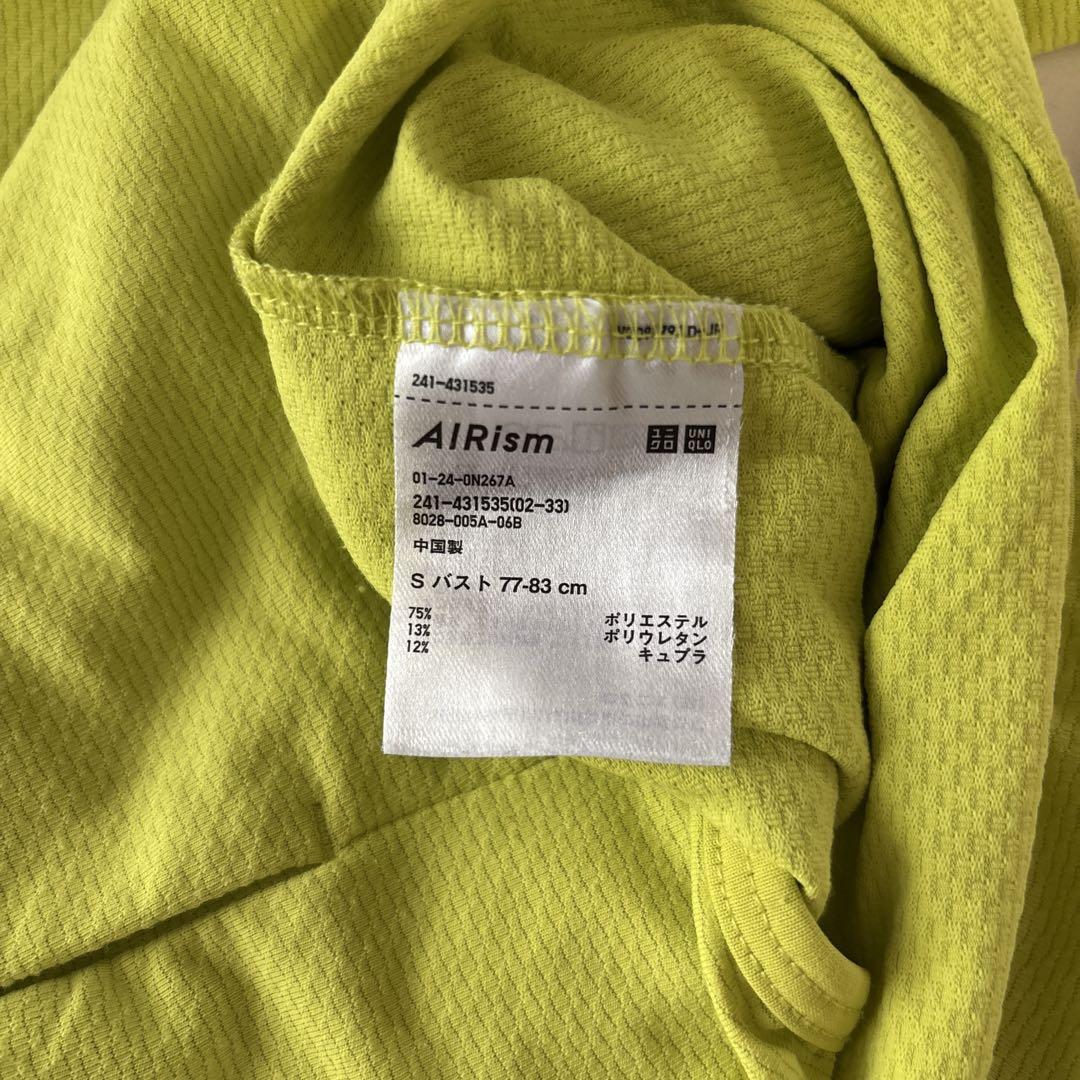 241-431535
AIRism ユニクロ UNIQLO
01-24-0N267A
241-431535(02-33)
8028-005A-06B
中国製
S バスト 77-83 cm
75% ポリエステル
13% ポリウレタン
12% キュプラ